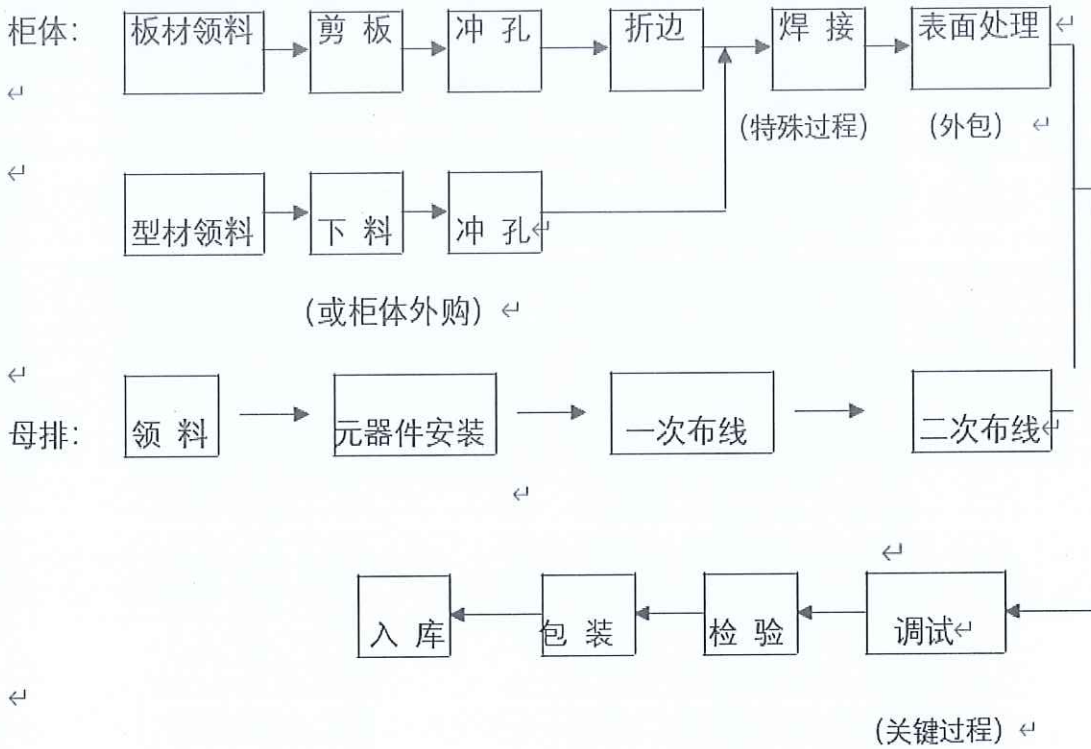 柜体： 板材领料 剪 板 冲 孔 折边 焊 接 表面处理
(特殊过程) (外包)
型材领料 下 料 冲 孔
(或柜体外购)
母排： 领 料 元器件安装 一次布线 二次布线
入 库 包 装 检 验 调试
(关键过程)